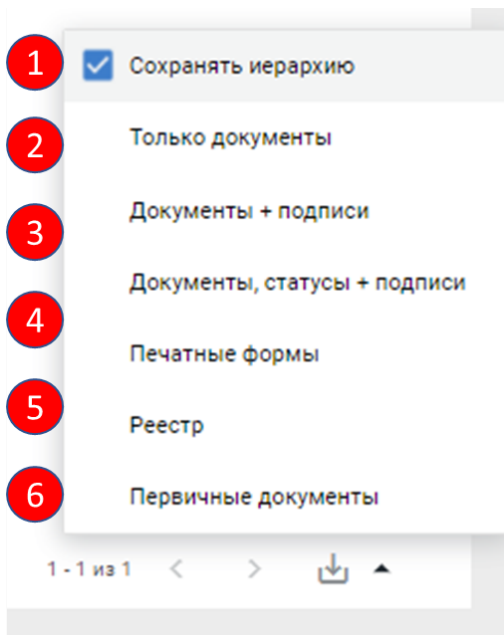 1 Сохранять иерархию
2 Только документы
3 Документы + подписи
Документы, статусы + подписи
4 Печатные формы
5 Реестр
6 Первичные документы
1 - 1 из 1